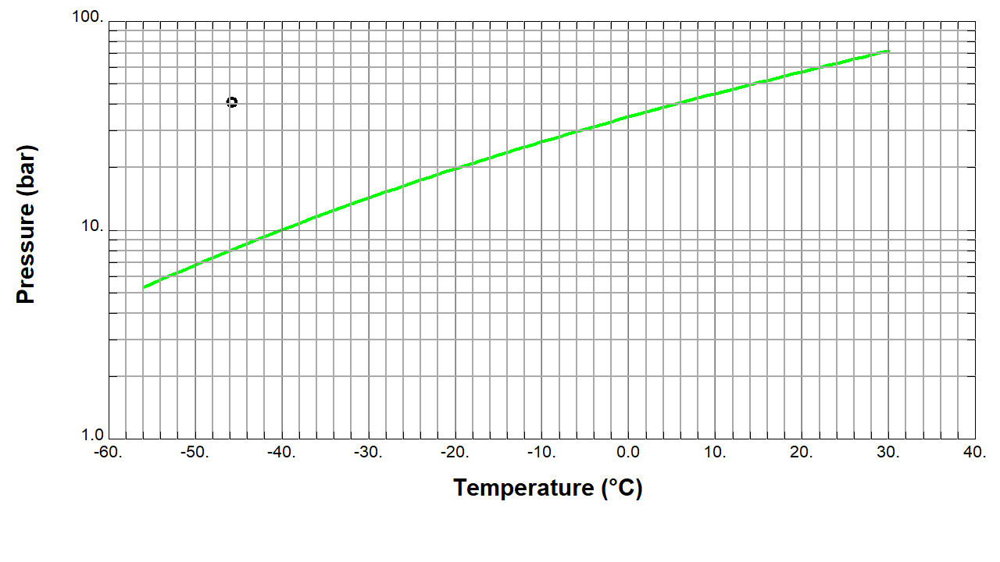 100.
10.
1.0
Pressure (bar)
-60. -50. -40. -30. -20. -10. 0.0 10. 20. 30. 40.
Temperature (°C)